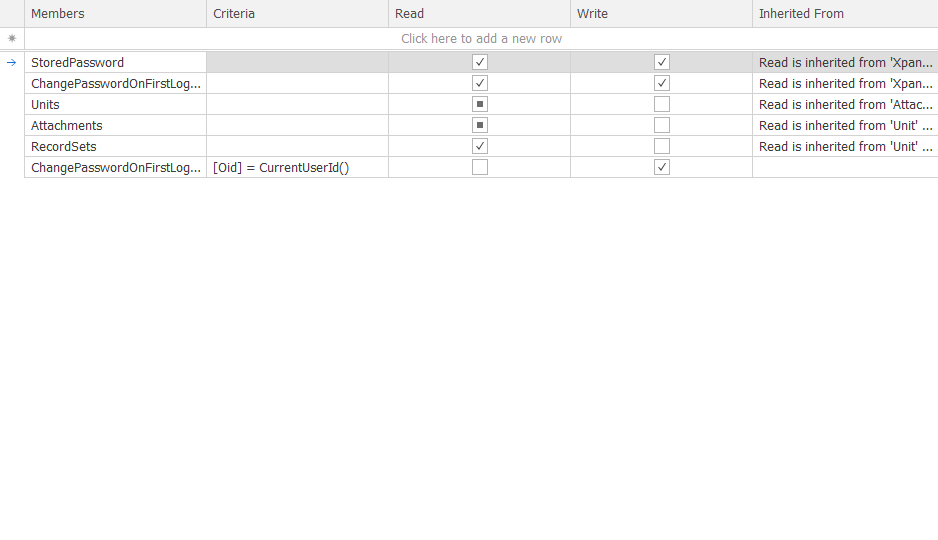 Members Criteria Read Write Inherited From
Click here to add a new row
StoredPassword Read is inherited from 'Xpan...
ChangePasswordOnFirstLog... Read is inherited from 'Xpan...
Units Read is inherited from 'Attac...
Attachments Read is inherited from 'Unit' ...
RecordSets Read is inherited from 'Unit' ...
ChangePasswordOnFirstLog... [Oid] = CurrentUserId()